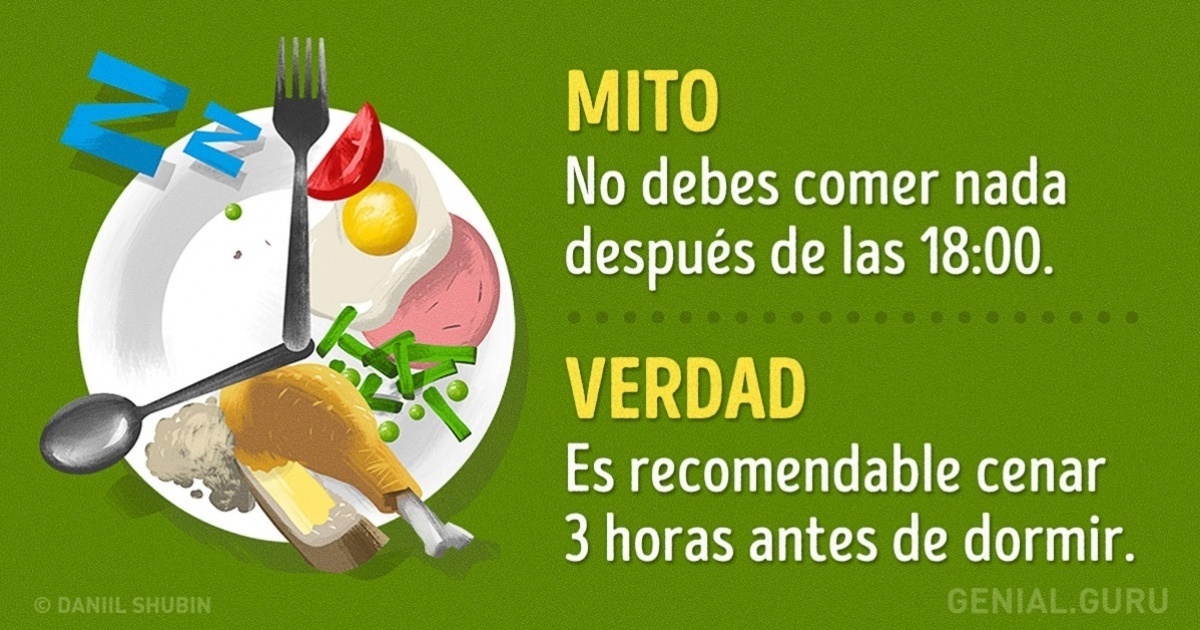 Z
Z
MITO
No debes comer nada
después de las 18:00.
VERDAD
Es recomendable cenar
3 horas antes de dormir.
© DANIIL SHUBIN
GENIAL.GURU